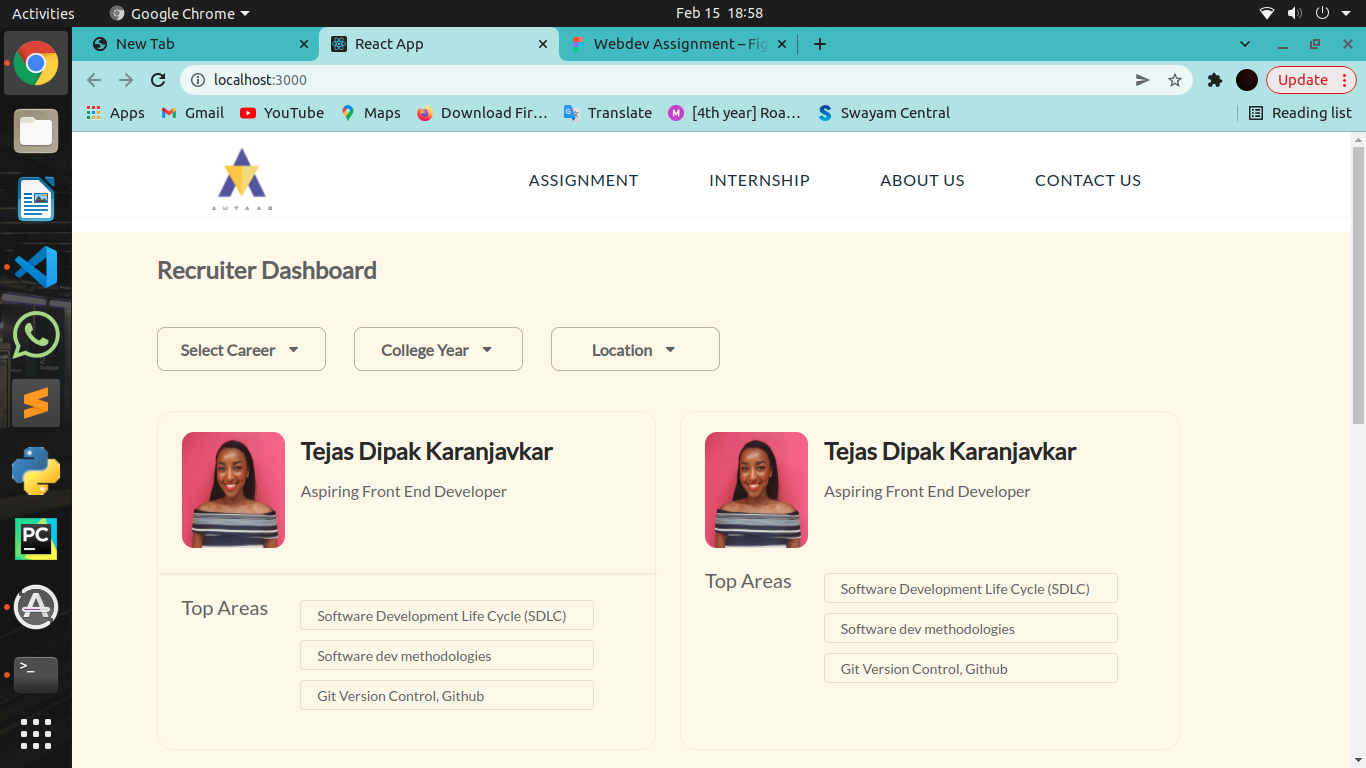 Activities Google Chrome Feb 15 18:58
New Tab React App Webdev Assignment – Fig
localhost:3000 Update
Apps Gmail YouTube Maps Download Fir… Translate M [4th year] Roa… S Swayam Central Reading list
AVTAAR ASSIGNMENT INTERNSHIP ABOUT US CONTACT US
Recruiter Dashboard
Select Career College Year Location
Tejas Dipak Karanjavkar
Aspiring Front End Developer
Top Areas
Software Development Life Cycle (SDLC)
Software dev methodologies
Git Version Control, Github
Tejas Dipak Karanjavkar
Aspiring Front End Developer
Top Areas
Software Development Life Cycle (SDLC)
Software dev methodologies
Git Version Control, Github
PC
>_